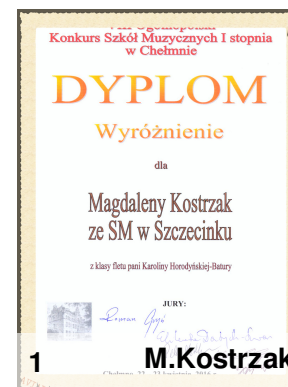 Konkurs Szkół Muzycznych I stopnia
w Chełmnie
DYPLOM
Wyróżnienie
dla
Magdaleny Kostrzak
ze SM w Szczecinku
z klasy fletu pani Karoliny Horodyńskiej-Batury
JURY:
1 M.Kostrzak